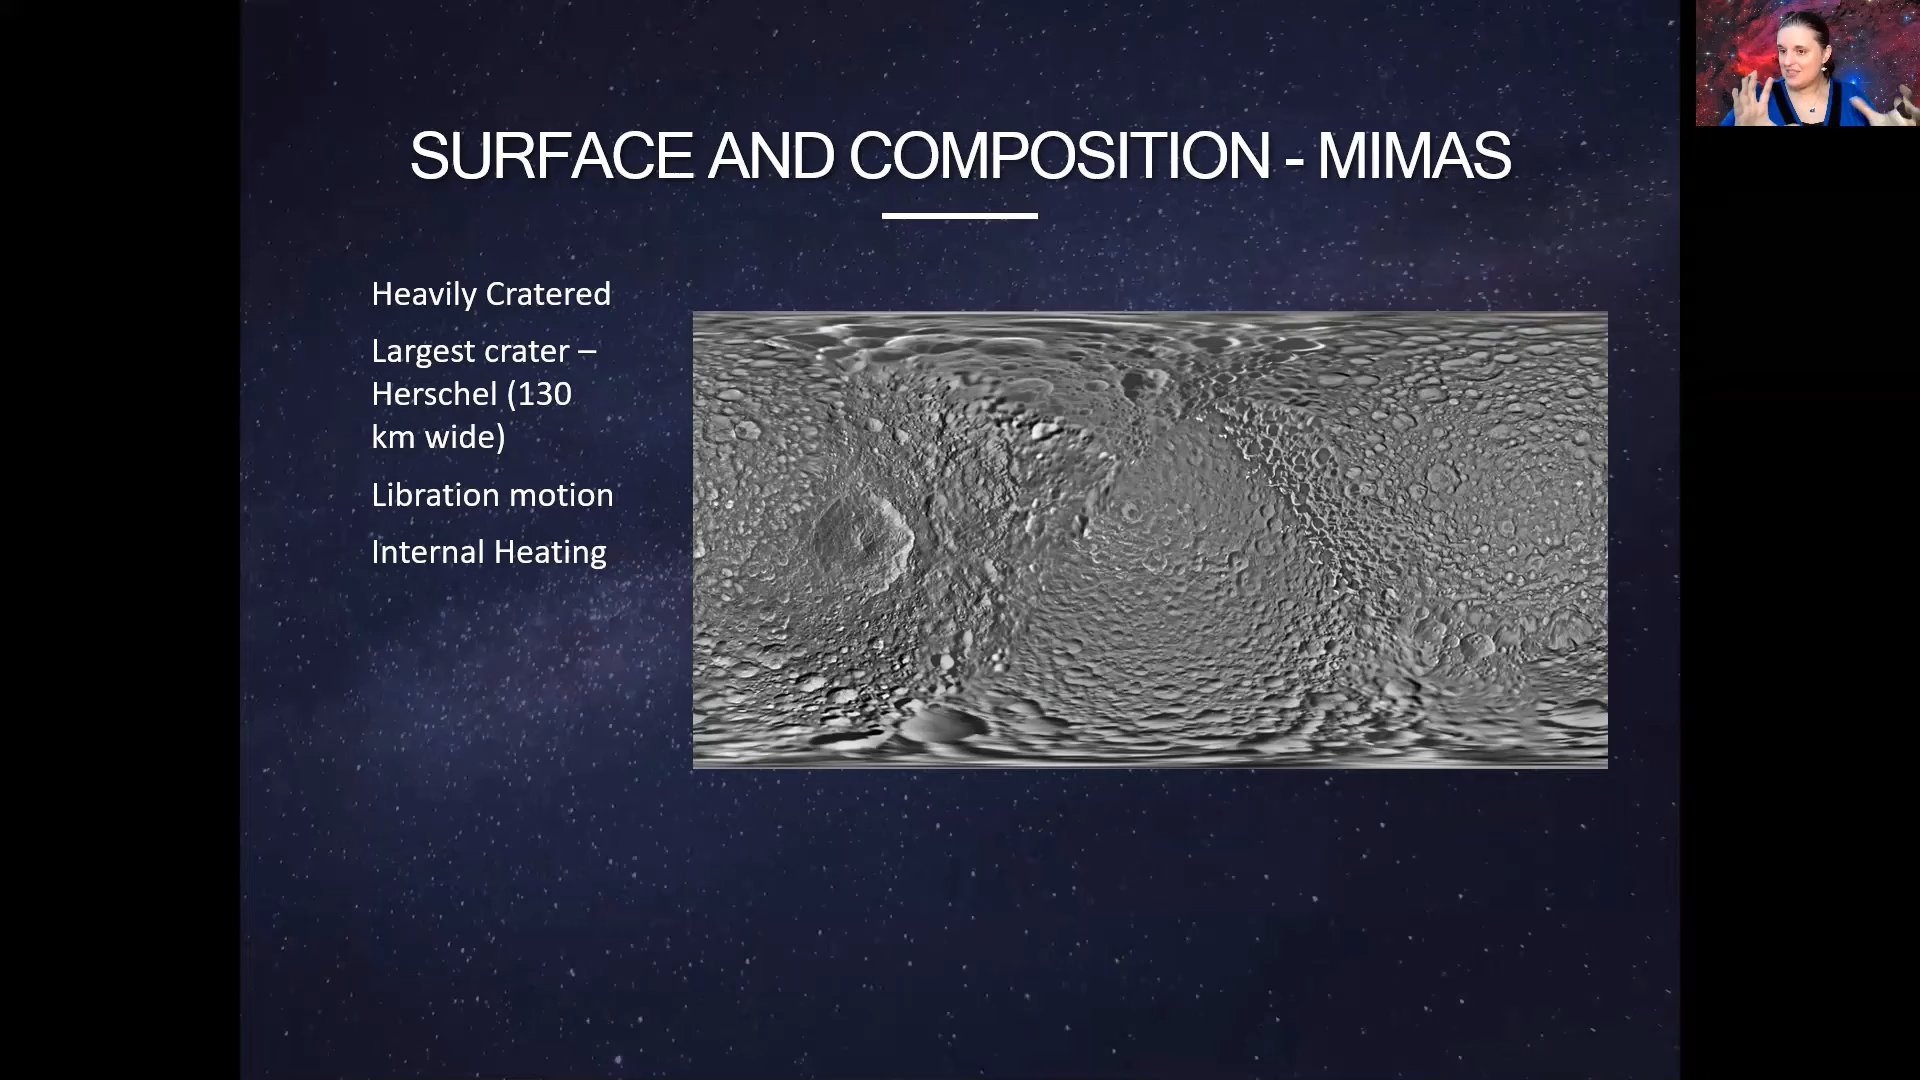 SURFACE AND COMPOSITION - MIMAS
Heavily Cratered
Largest crater –
Herschel (130
km wide)
Libration motion
Internal Heating